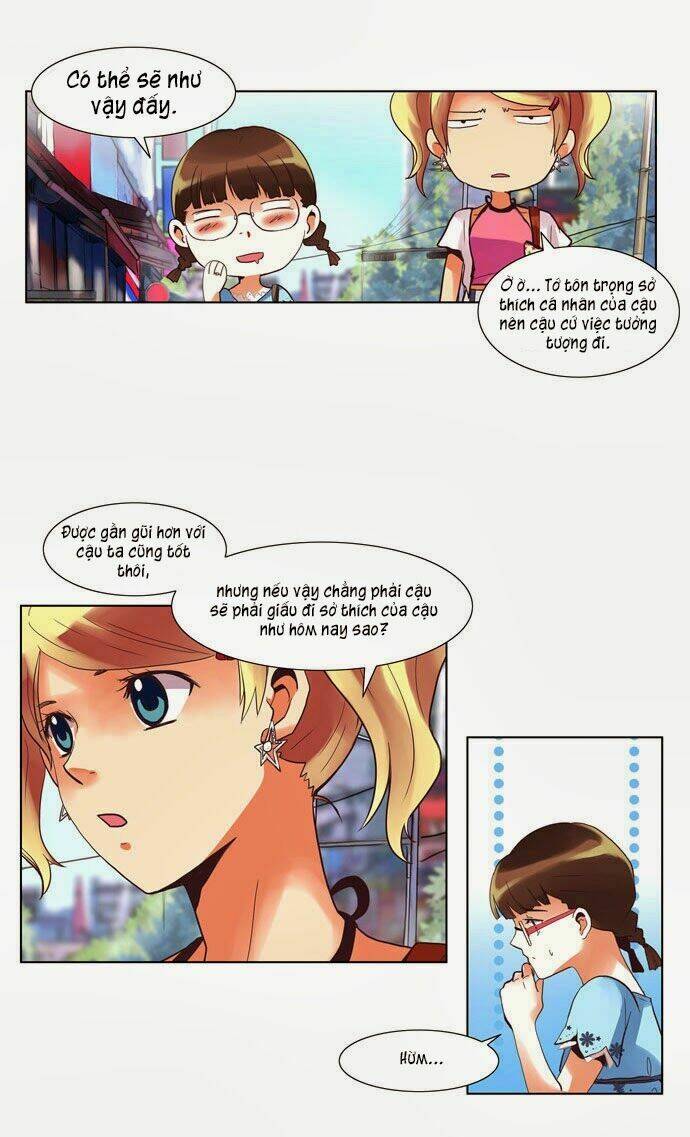 Có thể sẽ như
vậy đấy.
Ờ ờ... Tớ tôn trọng sở
thích cá nhân của cậu
nên cậu cứ việc tưởng
tượng đi.
Được gần gũi hơn với
cậu ta cũng tốt
thôi,
nhưng nếu vậy chẳng phải cậu
sẽ phải giấu đi sở thích của cậu
như hôm nay sao?
Hừm...